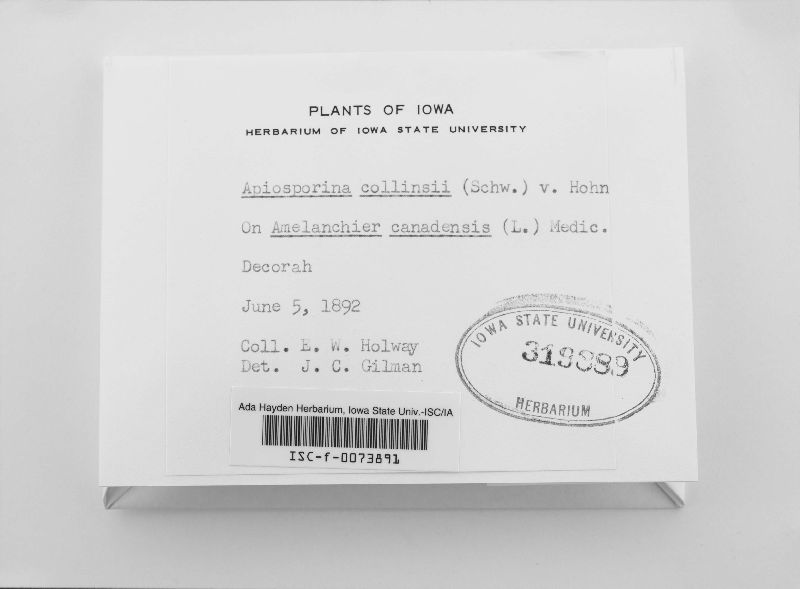 PLANTS OF IOWA
HERBARIUM OF IOWA STATE UNIVERSITY
Apiosporina collinsii (Schw.) v. Hohn
On Amelanchier canadensis (L.) Medic.
Decorah
June 5, 1892
Coll. E. W. Holway
Det. J. C. Gilman
IOWA STATE UNIVERSITY
319889
HERBARIUM
Ada Hayden Herbarium, Iowa State Univ.-ISC/IA
ISC-f-0073891